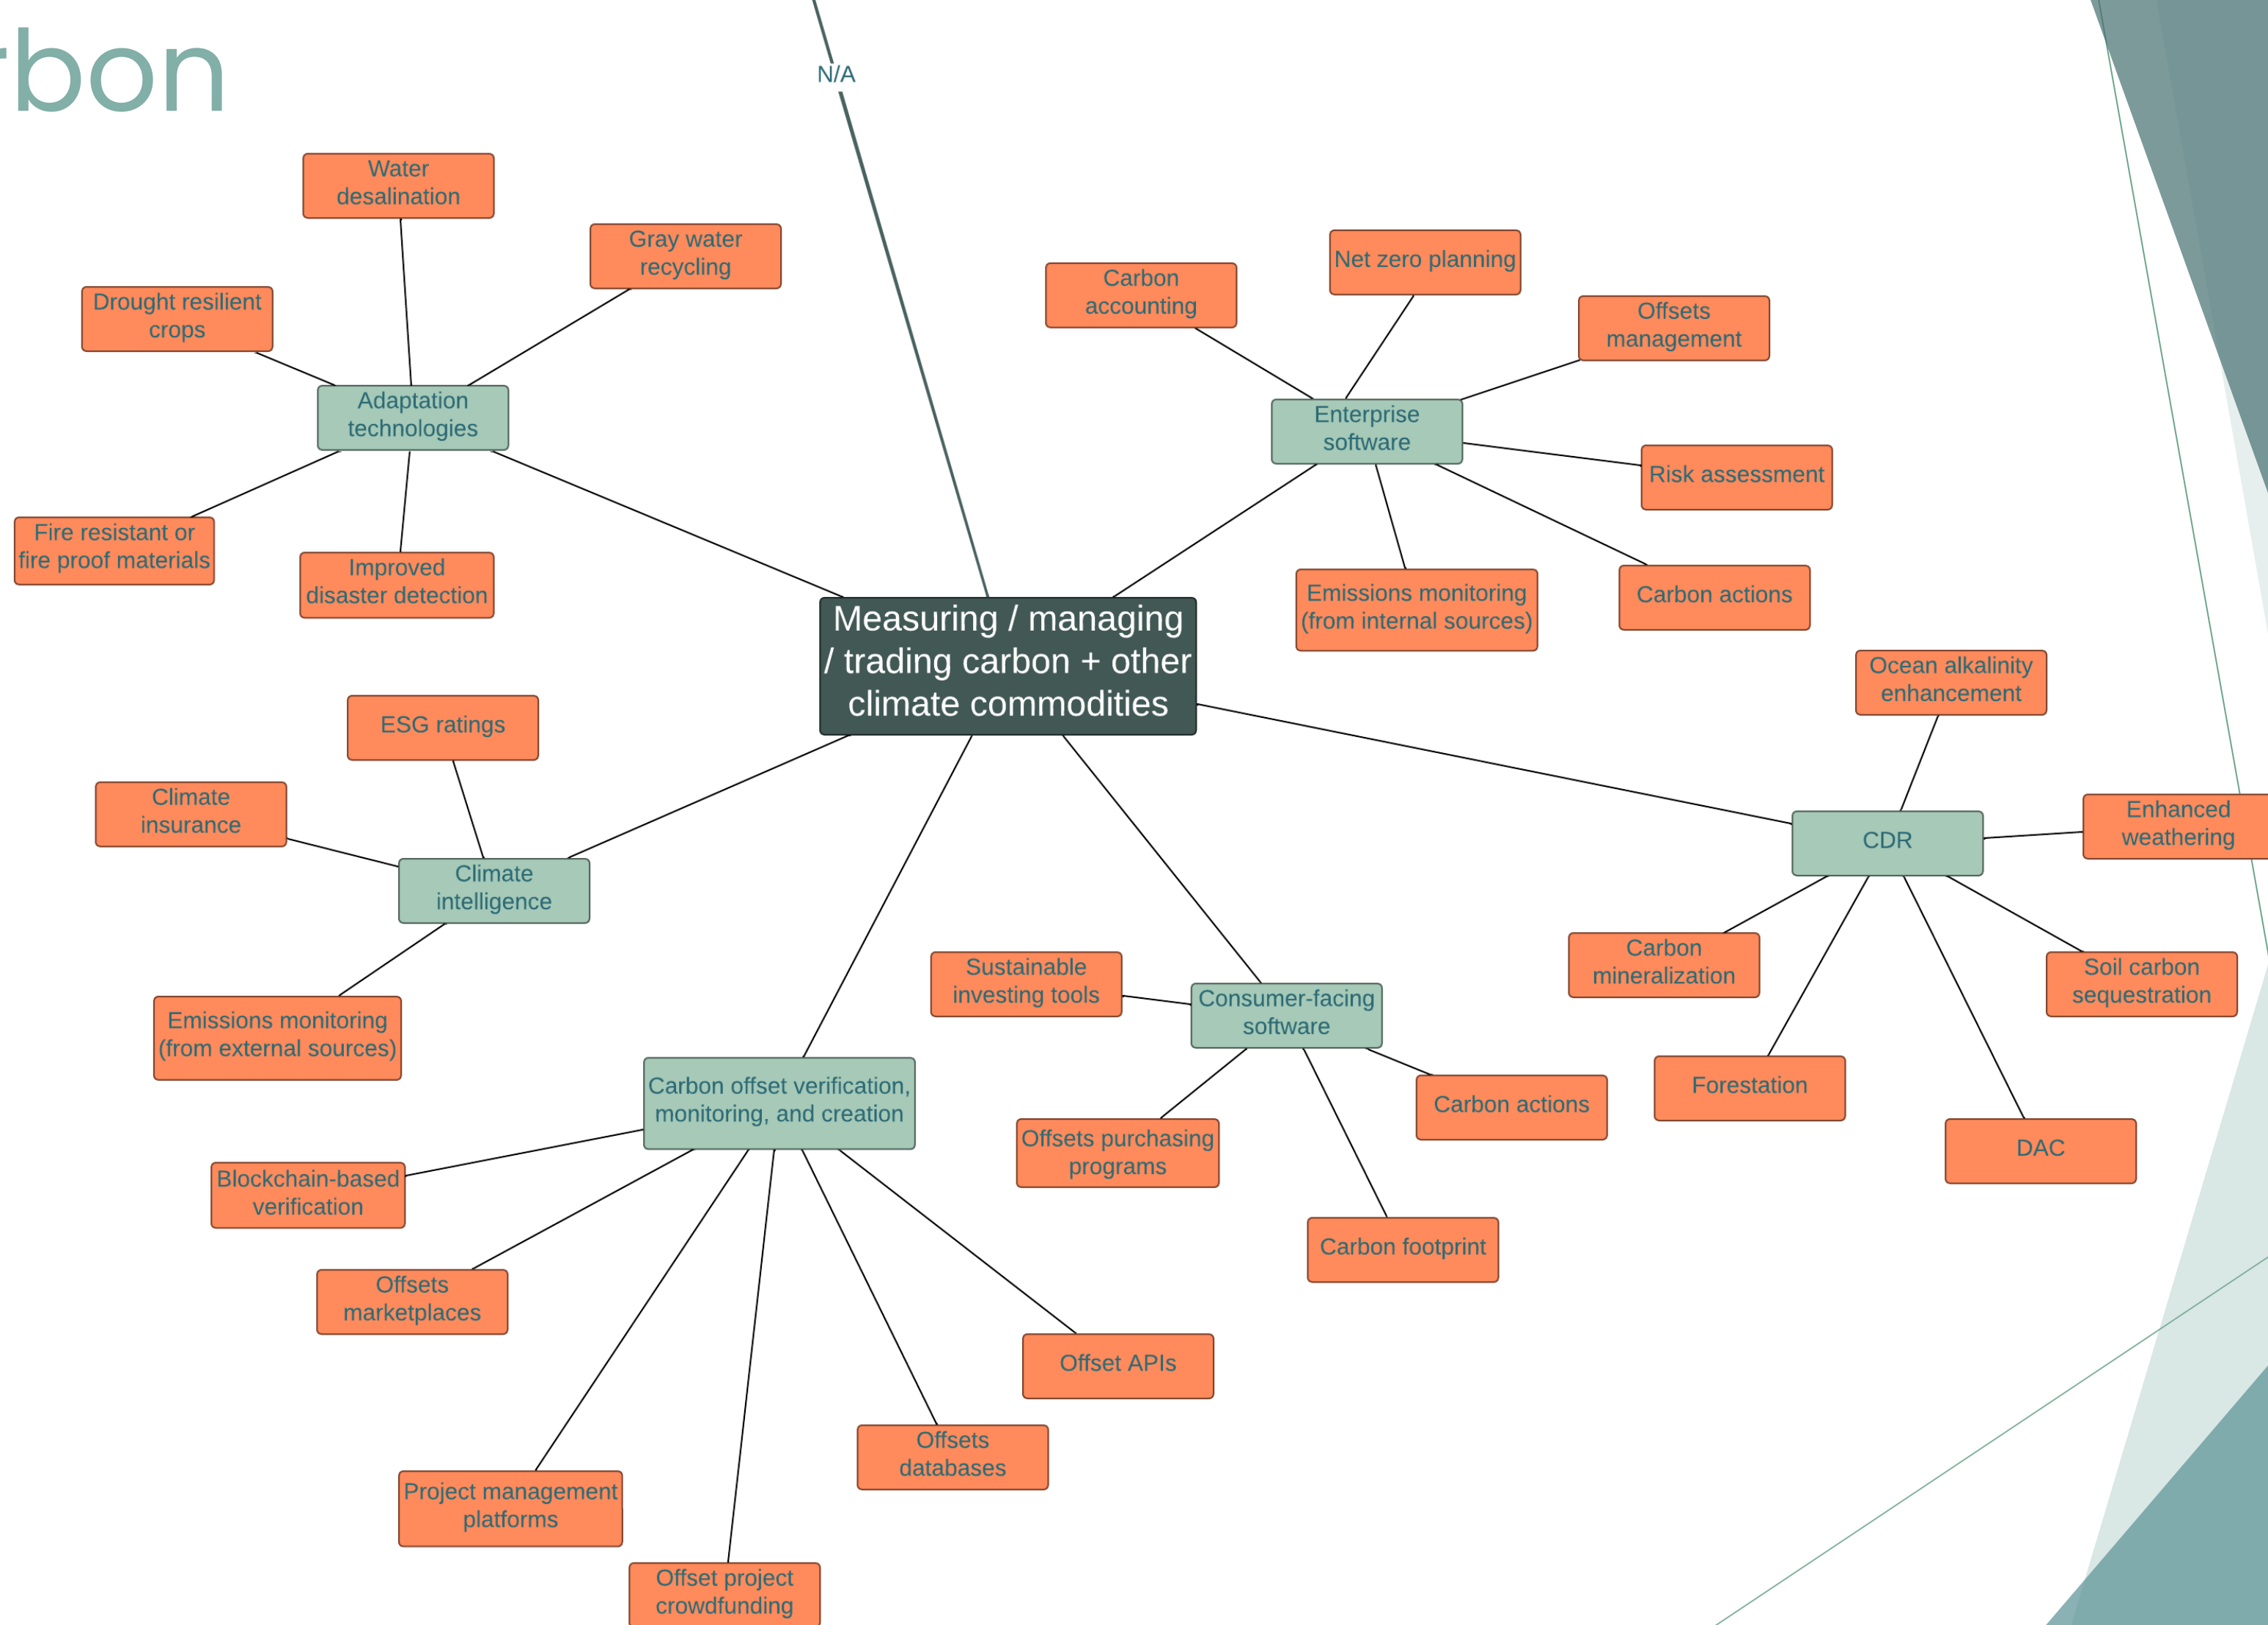 rbon
N/A
Water
desalination
Gray water
recycling
Drought resilient
crops
Adaptation
technologies
Fire resistant or
fire proof materials
Improved
disaster detection
Carbon
accounting
Net zero planning
Offsets
management
Enterprise
software
Risk assessment
Emissions monitoring
(from internal sources)
Carbon actions
Measuring / managing
/ trading carbon + other
climate commodities
ESG ratings
Climate
insurance
Climate
intelligence
Emissions monitoring
(from external sources)
Ocean alkalinity
enhancement
Enhanced
weathering
CDR
Carbon
mineralization
Soil carbon
sequestration
Forestation
DAC
Sustainable
investing tools
Consumer-facing
software
Carbon actions
Offsets purchasing
programs
Carbon footprint
Carbon offset verification,
monitoring, and creation
Blockchain-based
verification
Offsets
marketplaces
Offset APIs
Offsets
databases
Project management
platforms
Offset project
crowdfunding